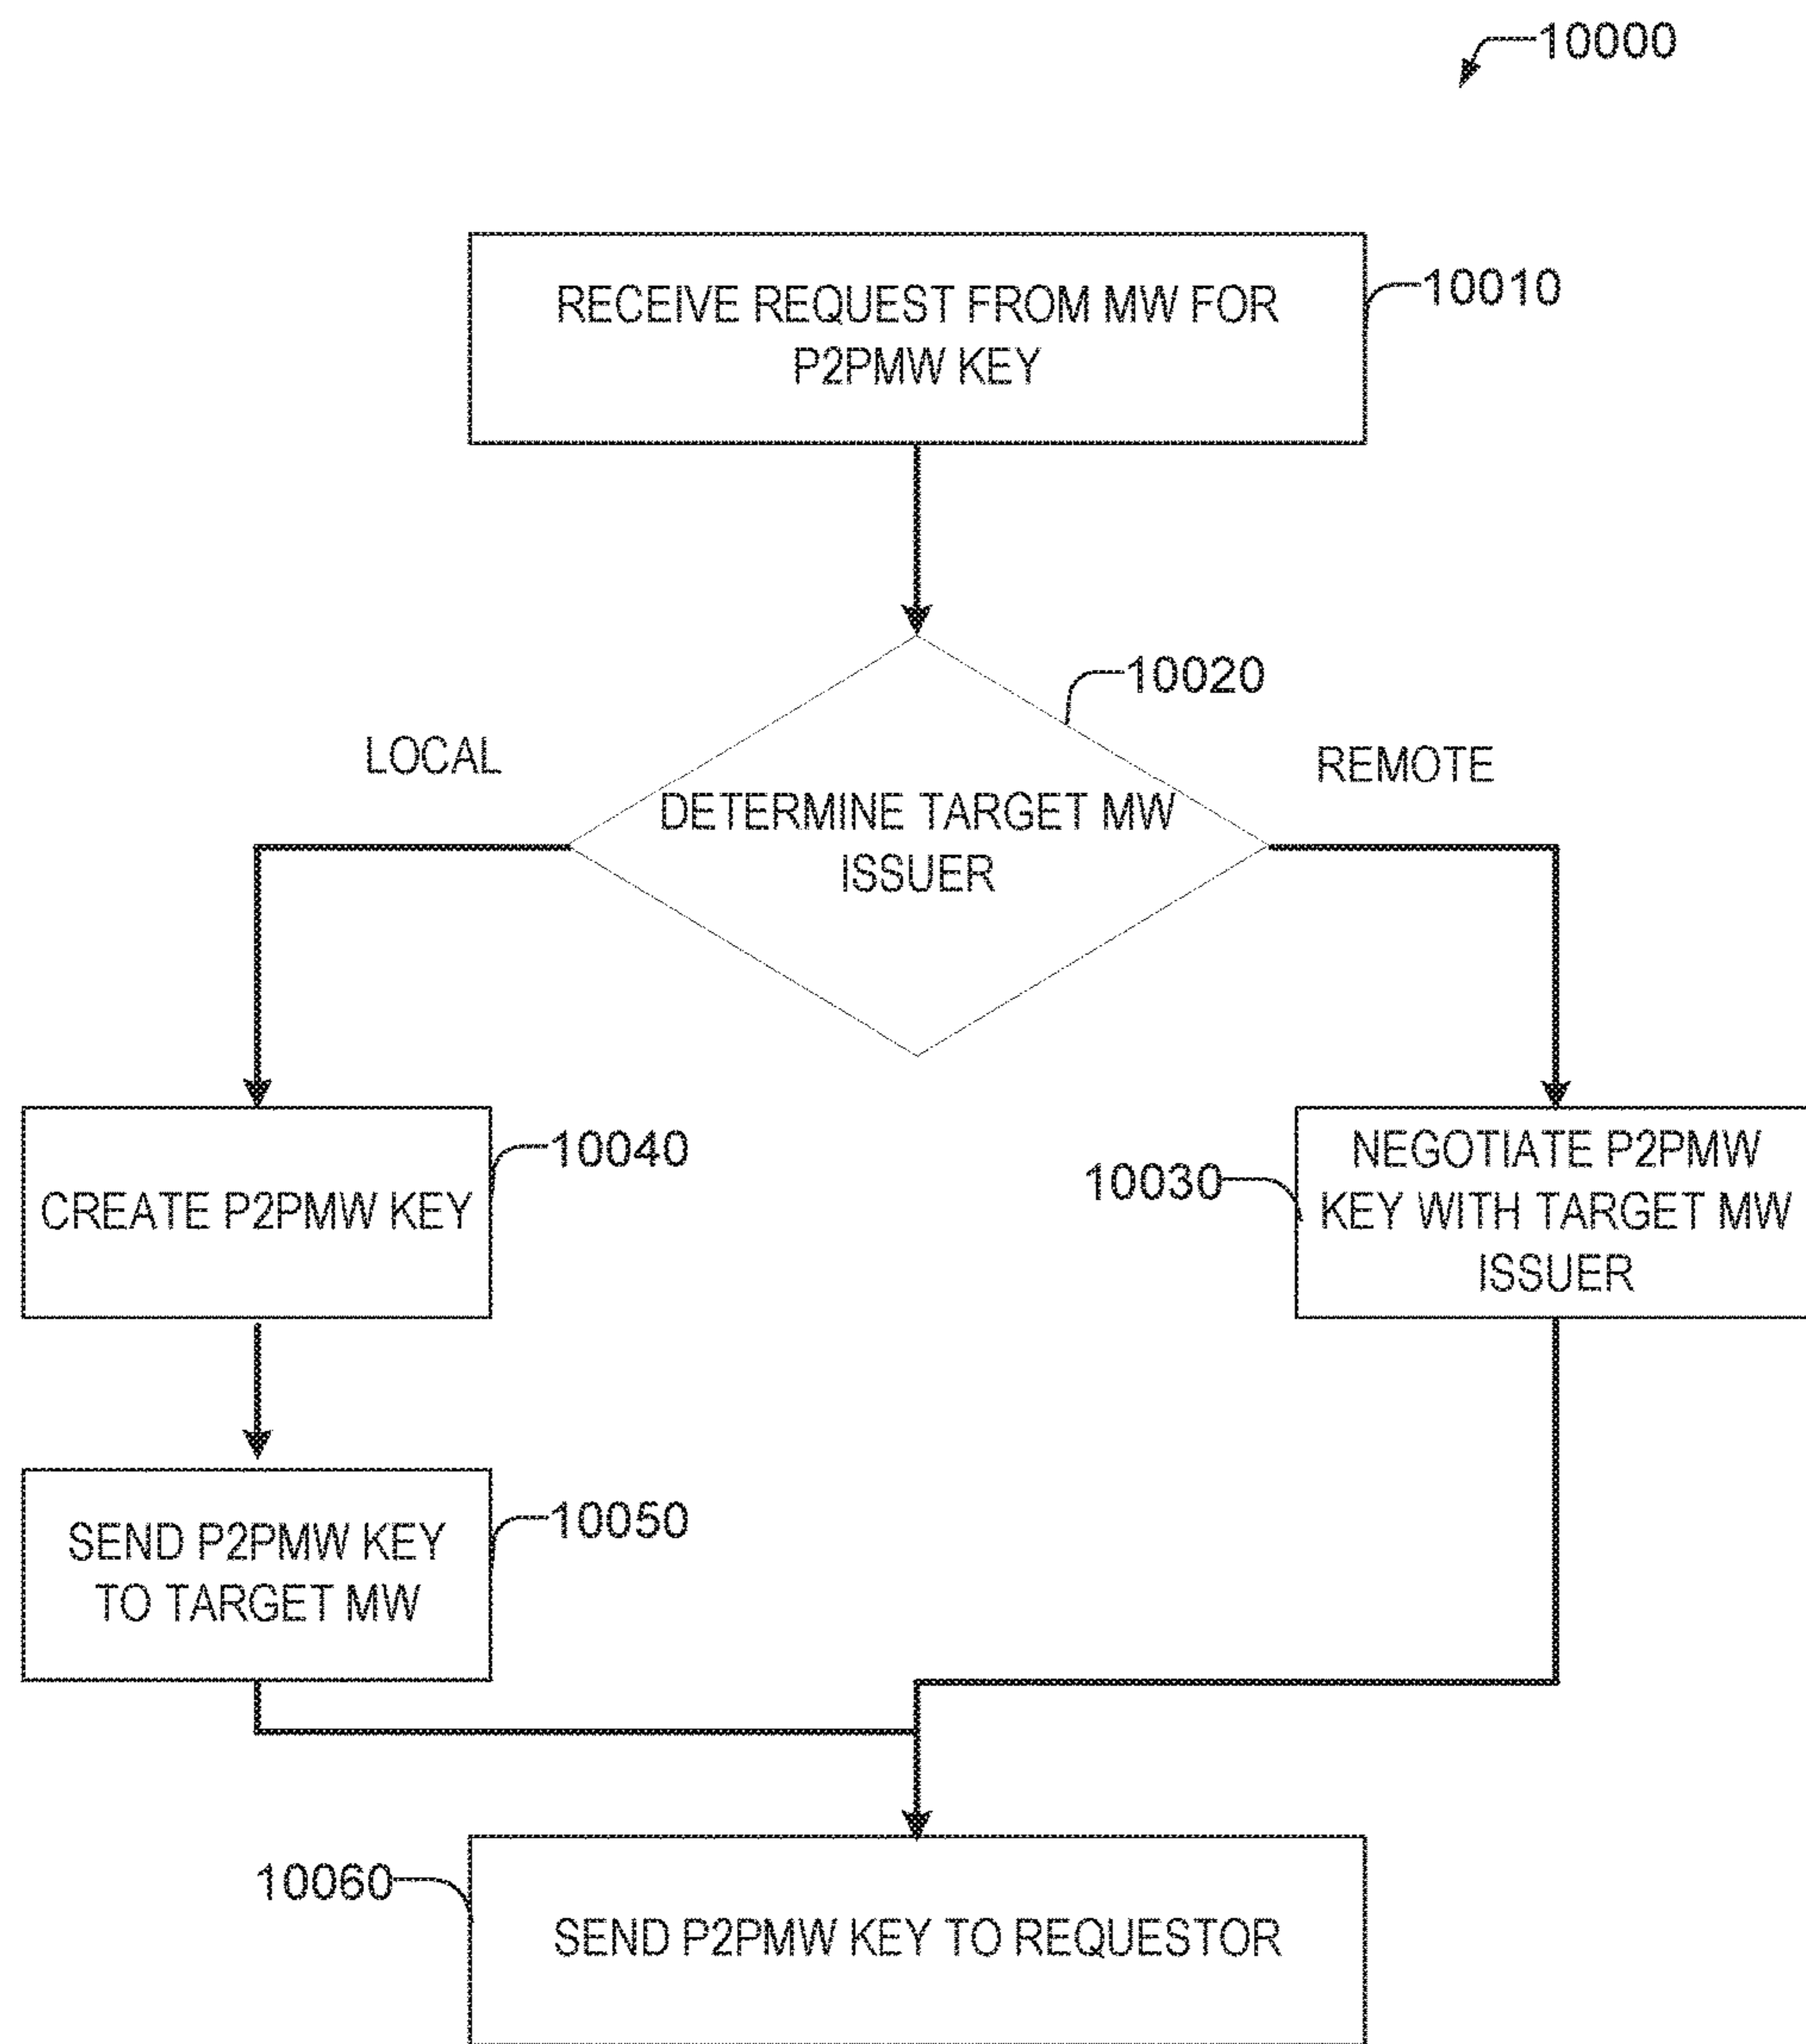 10000
RECEIVE REQUEST FROM MW FOR
P2PMW KEY
10010
10020
LOCAL
REMOTE
DETERMINE TARGET MW
ISSUER
CREATE P2PMW KEY
10040
10030
NEGOTIATE P2PMW
KEY WITH TARGET MW
ISSUER
SEND P2PMW KEY
TO TARGET MW
10050
10060
SEND P2PMW KEY TO REQUESTOR